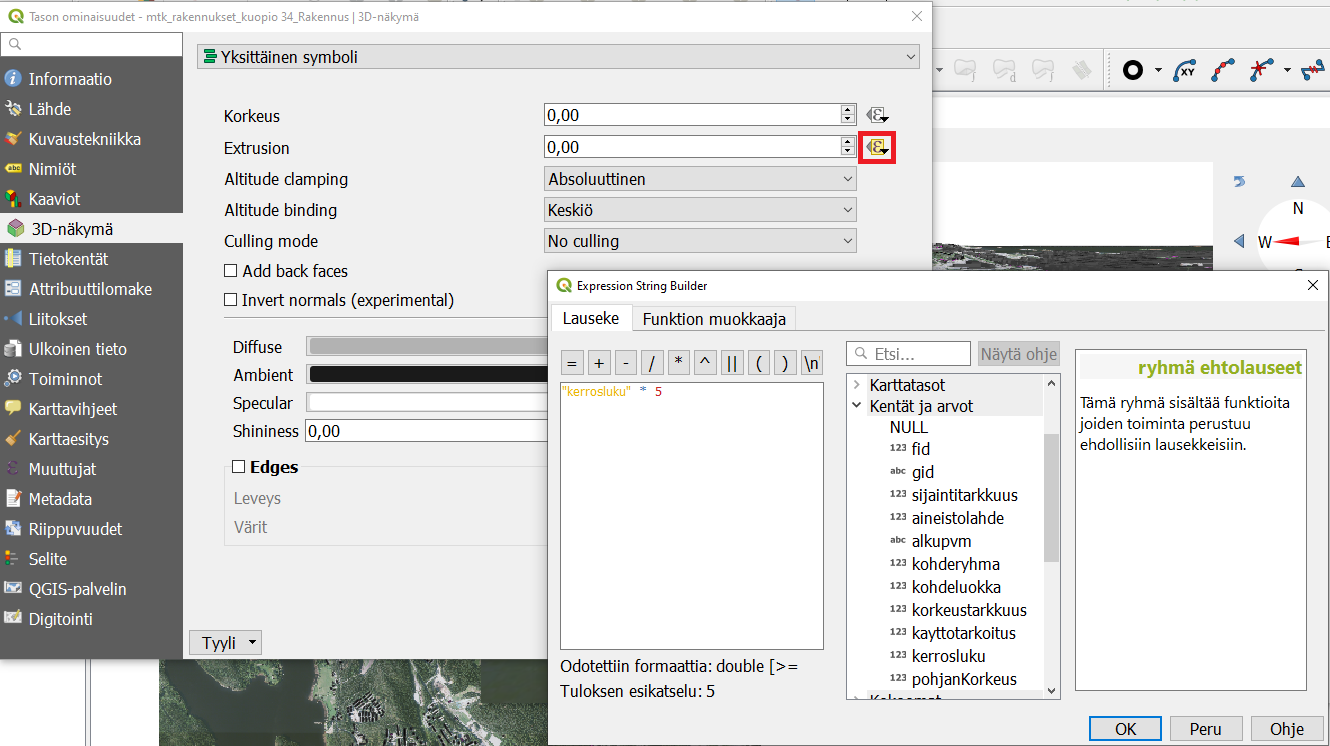 Tason ominaisuudet - mtk_rakennukset_kuopio 34_Rakennus | 3D-näkymä
Informaatio
Lähde
Kuvaustekniikka
abc Nimiöt
Kaaviot
3D-näkymä
Tietokentät
Attribuuttilomake
Liitokset
Ulkoinen tieto
Toiminnot
Karttavihjeet
Karttaesitys
Muuttujat
Metadata
Riippuvuudet
Selite
QGIS-palvelin
Digitointi
Yksittäinen symboli
Korkeus 0,00
Extrusion 0,00
Altitude clamping Absoluuttinen
Altitude binding Keskiö
Culling mode No culling
Add back faces
Invert normals (experimental)
Diffuse
Ambient
Specular
Shininess 0,00
Edges
Leveys
Värit
Tyyli
XY
N
W
E
Expression String Builder
Lauseke Funktion muokkaaja
= + - / * ^ || ( ) \n
"kerrosluku" * 5
Odotettiin formaattia: double [>=
Tuloksen esikatselu: 5
Etsi... Näytä ohje
Karttatasot
Kentät ja arvot
NULL
123 fid
abc gid
123 sijaintitarkkuus
123 aineistolahde
abc alkupvm
123 kohderyhma
123 kohdeluokka
123 korkeustarkkuus
123 kayttotarkoitus
123 kerrosluku
123 pohjanKorkeus
ryhmä ehtolauseet
Tämä ryhmä sisältää funktioita
joiden toiminta perustuu
ehdollisiin lausekkeisiin.
OK Peru Ohje